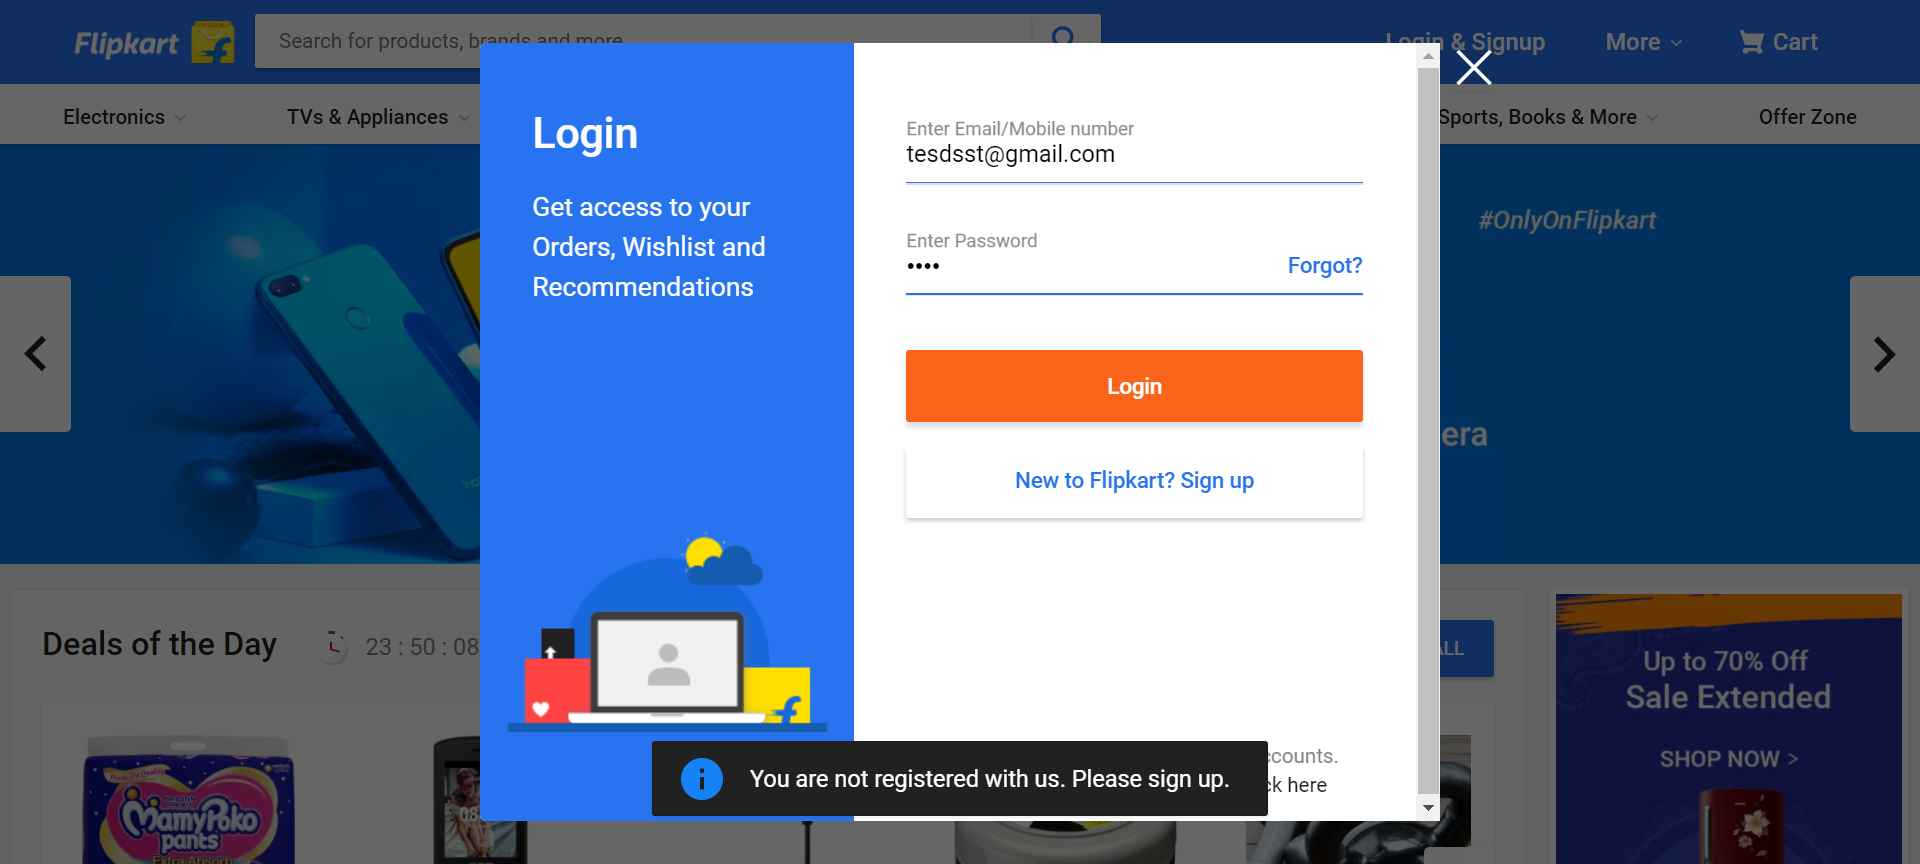 Flipkart
Search for products, brands and more
Login & Signup
More
Cart
Electronics
TVs & Appliances
Sports, Books & More
Offer Zone
Login
Get access to your
Orders, Wishlist and
Recommendations
Enter Email/Mobile number
tesdsst@gmail.com
Enter Password
••••
Forgot?
Login
New to Flipkart? Sign up
#OnlyOnFlipkart
era
Deals of the Day
23 : 50 : 08
ALL
Up to 70% Off
Sale Extended
SHOP NOW >
ccounts.
ck here
You are not registered with us. Please sign up.
MamyPoko
pants
Extra Absorb